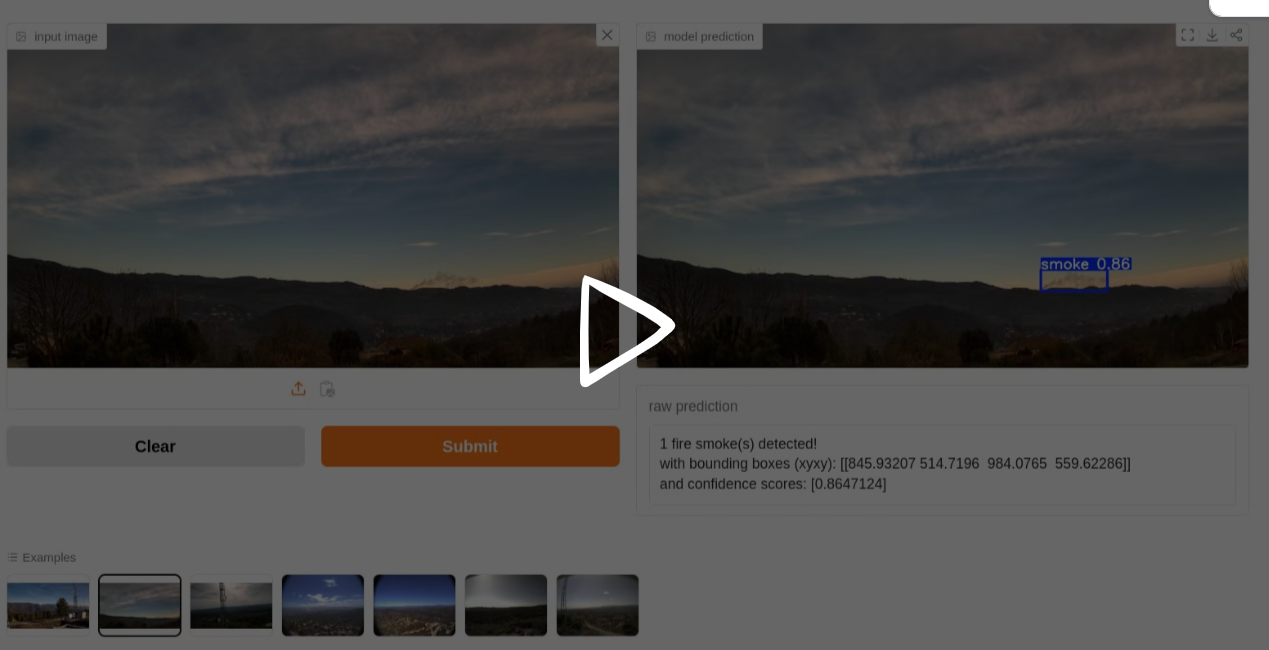 input image
model prediction
smoke 0.86
raw prediction
1 fire smoke(s) detected!
with bounding boxes (xyxy): [[845.93207 514.7196 984.0765 559.62286]]
and confidence scores: [0.8647124]
Clear
Submit
Examples